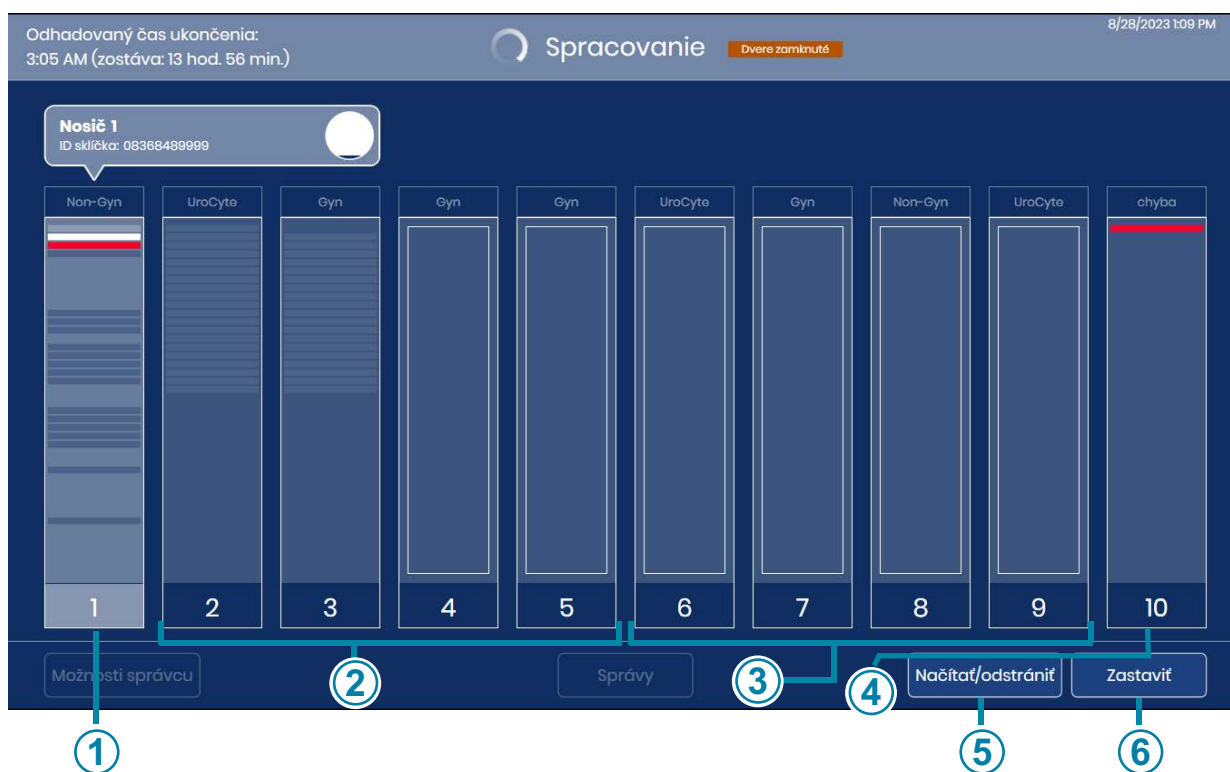 Odhadovaný čas ukončenia:
3:05 AM (zostáva: 13 hod. 56 min.)
Spracovanie
Dvere zamknuté
8/28/2023 1:09 PM
Nosič 1
ID sklíčka: 08368489999
Non-Gyn UroCyte Gyn Gyn Gyn UroCyte Gyn Non-Gyn UroCyte chyba
1 2 3 4 5 6 7 8 9 10
Možnosti správcu Správy Načítať/odstrániť Zastaviť
2 3 4
1 5 6